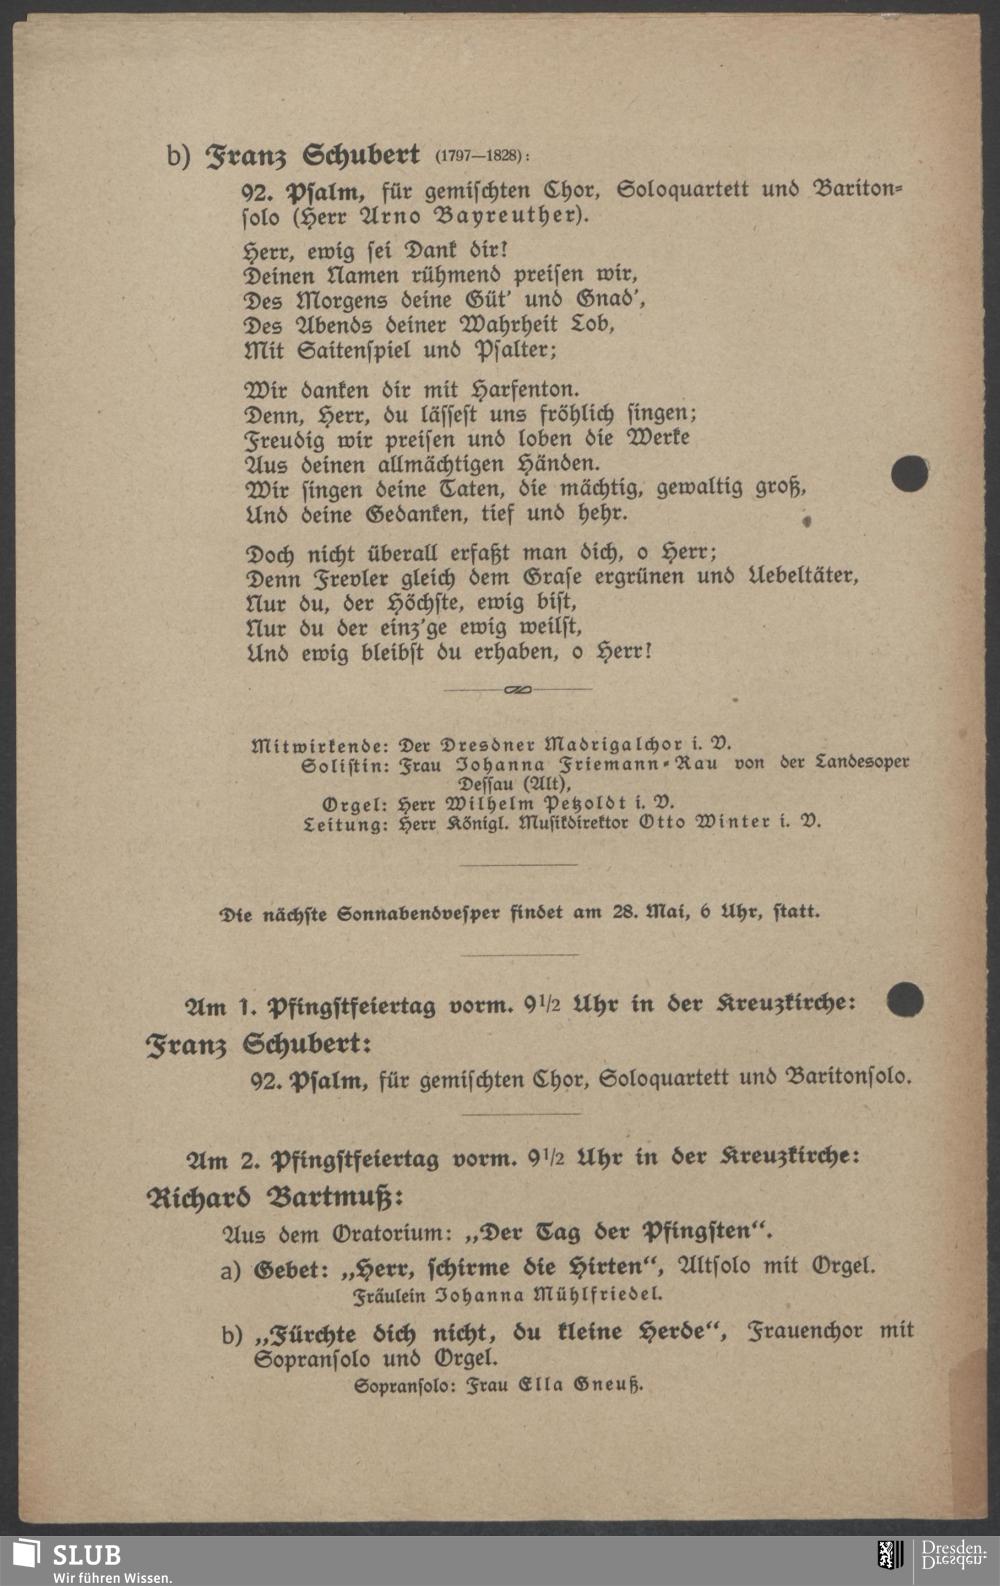 b) Franz Schubert (1797—1828):
92. Psalm, für gemischten Chor, Soloquartett und Bariton-
solo (Herr Arno Bayreuther).
Herr, ewig sei Dank dir!
Deinen Namen rühmend preisen wir,
Des Morgens deine Güt' und Gnad',
Des Abends deiner Wahrheit Lob,
Mit Saitenspiel und Psalter;
Wir danken dir mit Harfenton.
Denn, Herr, du lässest uns fröhlich singen;
Freudig wir preisen und loben die Werke
Aus deinen allmächtigen Händen.
Wir singen deine Taten, die mächtig, gewaltig groß,
Und deine Gedanken, tief und hehr.
Doch nicht überall erfaßt man dich, o Herr;
Denn Frevler gleich dem Grase ergrünen und Uebeltäter,
Nur du, der Höchste, ewig bist,
Nur du der einz'ge ewig weilst,
Und ewig bleibst du erhaben, o Herr!
Mitwirkende: Der Dresdner Madrigalchor i. V.
Solistin: Frau Johanna Friemann-Rau von der Landesoper
Dessau (Alt),
Orgel: Herr Wilhelm Petzoldt i. V.
Leitung: Herr Königl. Musikdirektor Otto Winter i. V.
Die nächste Sonnabendvesper findet am 28. Mai, 6 Uhr, statt.
Am 1. Pfingstfeiertag vorm. 9 1/2 Uhr in der Kreuzkirche:
Franz Schubert:
92. Psalm, für gemischten Chor, Soloquartett und Baritonsolo.
Am 2. Pfingstfeiertag vorm. 9 1/2 Uhr in der Kreuzkirche:
Richard Bartmuß:
Aus dem Oratorium: „Der Tag der Pfingsten“.
a) Gebet: „Herr, schirme die Hirten“, Altsolo mit Orgel.
Fräulein Johanna Mühlfriedel.
b) „Fürchte dich nicht, du kleine Herde“, Frauenchor mit
Sopransolo und Orgel.
Sopransolo: Frau Ella Gneuß.
SLUB
Wir führen Wissen.
Dresden.
Dresden.